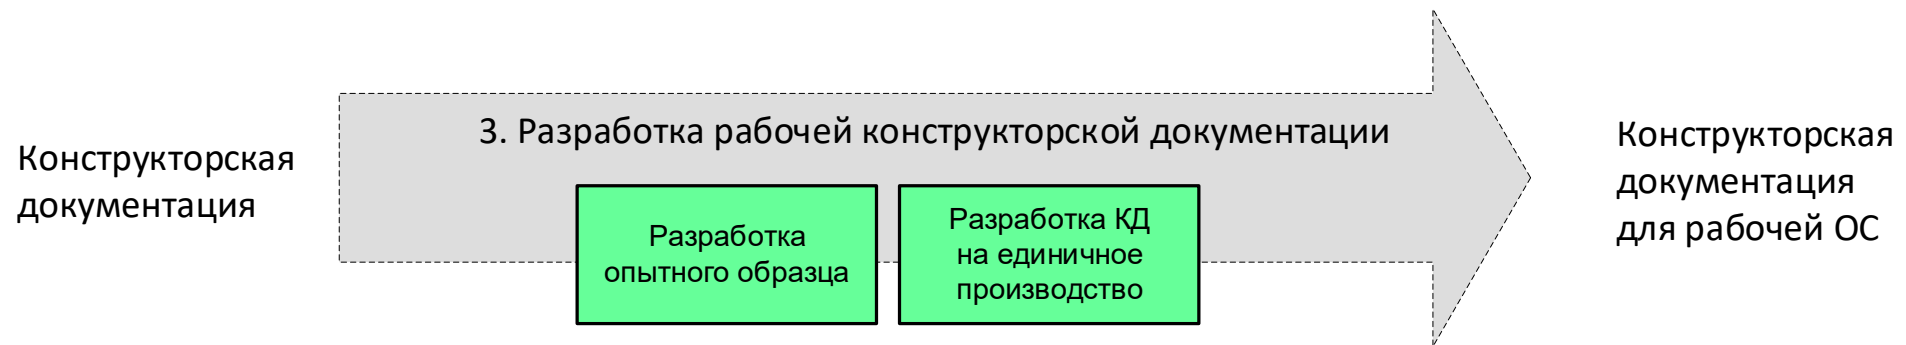 Конструкторская
документация
3. Разработка рабочей конструкторской документации
Разработка
опытного образца
Разработка КД
на единичное
производство
Конструкторская
документация
для рабочей ОС